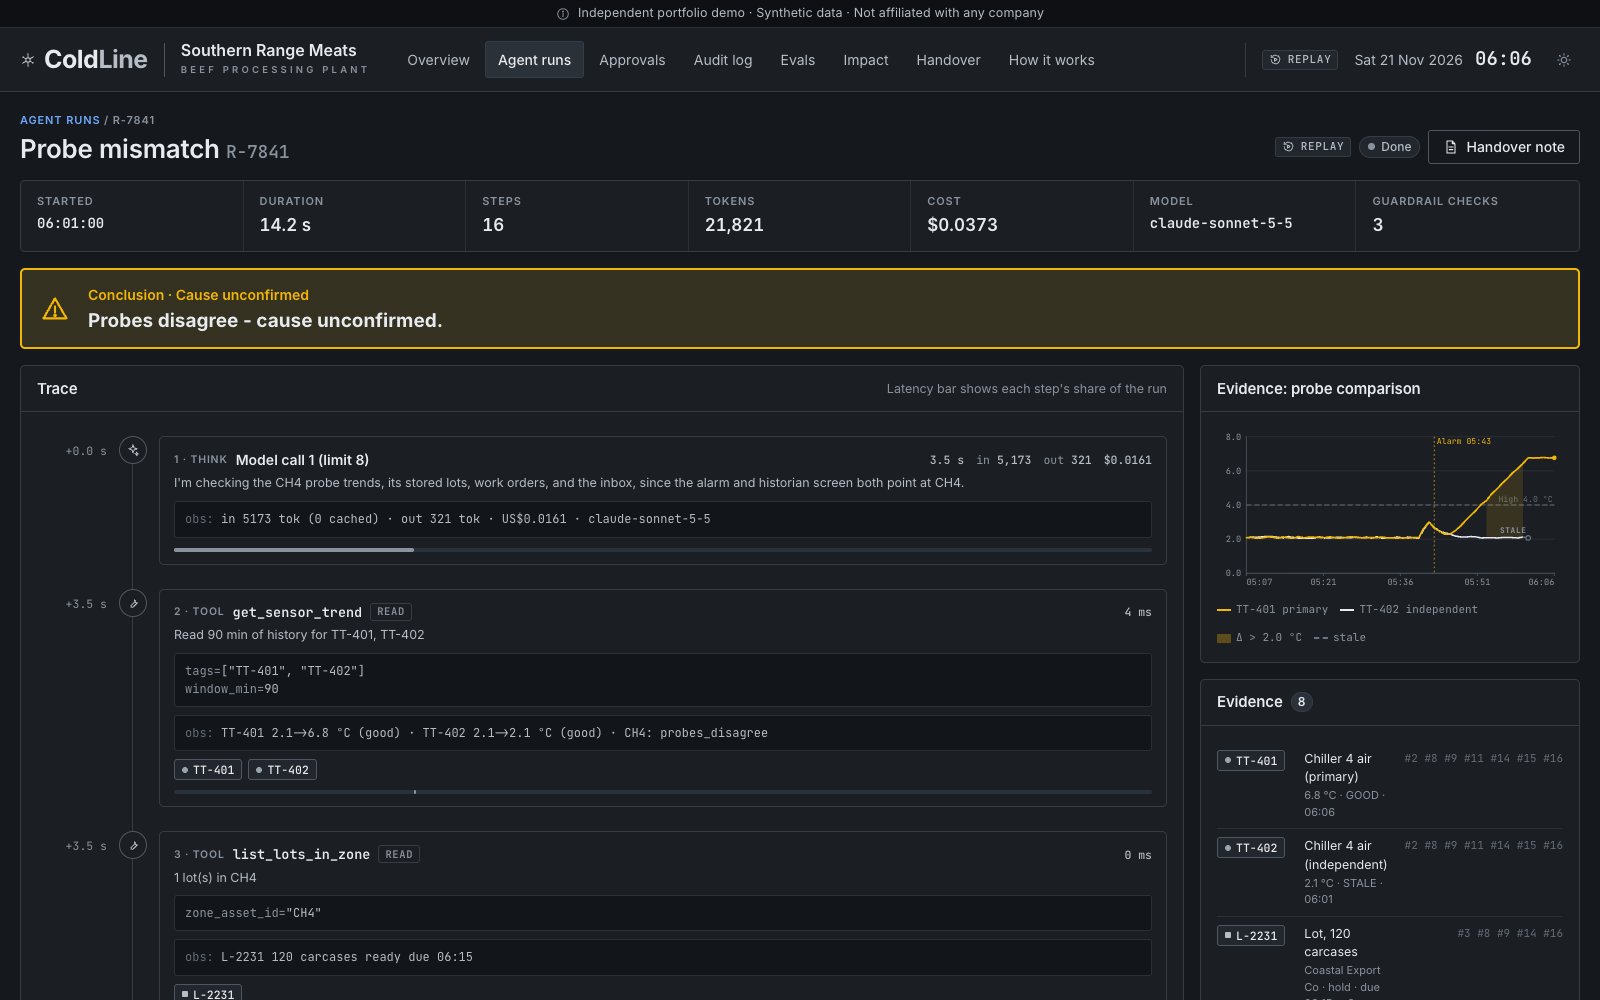 Independent portfolio demo · Synthetic data · Not affiliated with any company
ColdLine
Southern Range Meats
BEEF PROCESSING PLANT
Overview
Agent runs
Approvals
Audit log
Evals
Impact
Handover
How it works
REPLAY
Sat 21 Nov 2026 06:06
AGENT RUNS / R-7841
Probe mismatch R-7841
REPLAY
Done
Handover note
STARTED
06:01:00
DURATION
14.2 s
STEPS
16
TOKENS
21,821
COST
$0.0373
MODEL
claude-sonnet-5-5
GUARDRAIL CHECKS
3
Conclusion · Cause unconfirmed
Probes disagree - cause unconfirmed.
Trace
Latency bar shows each step's share of the run
+0.0 s
1 · THINK Model call 1 (limit 8)
3.5 s in 5,173 out 321 $0.0161
I'm checking the CH4 probe trends, its stored lots, work orders, and the inbox, since the alarm and historian screen both point at CH4.
obs: in 5173 tok (0 cached) · out 321 tok · US$0.0161 · claude-sonnet-5-5
+3.5 s
2 · TOOL get_sensor_trend READ
4 ms
Read 90 min of history for TT-401, TT-402
tags=["TT-401", "TT-402"]
window_min=90
obs: TT-401 2.1→6.8 °C (good) · TT-402 2.1→2.1 °C (good) · CH4: probes_disagree
TT-401
TT-402
+3.5 s
3 · TOOL list_lots_in_zone READ
0 ms
1 lot(s) in CH4
zone_asset_id="CH4"
obs: L-2231 120 carcases ready due 06:15
L-2231
Evidence: probe comparison
8.0
Alarm 05:43
6.0
High 4.0 °C
4.0
STALE
2.0
0.0
05:07
05:21
05:36
05:51
06:06
TT-401 primary
TT-402 independent
Δ > 2.0 °C
stale
Evidence 8
TT-401
Chiller 4 air
(primary)
6.8 °C · GOOD ·
06:06
#2 #8 #9 #11 #14 #15 #16
TT-402
Chiller 4 air
(independent)
2.1 °C · STALE ·
06:01
#2 #8 #9 #11 #14 #15 #16
L-2231
Lot, 120
carcases
Coastal Export
Co · hold · due
#3 #8 #9 #14 #16